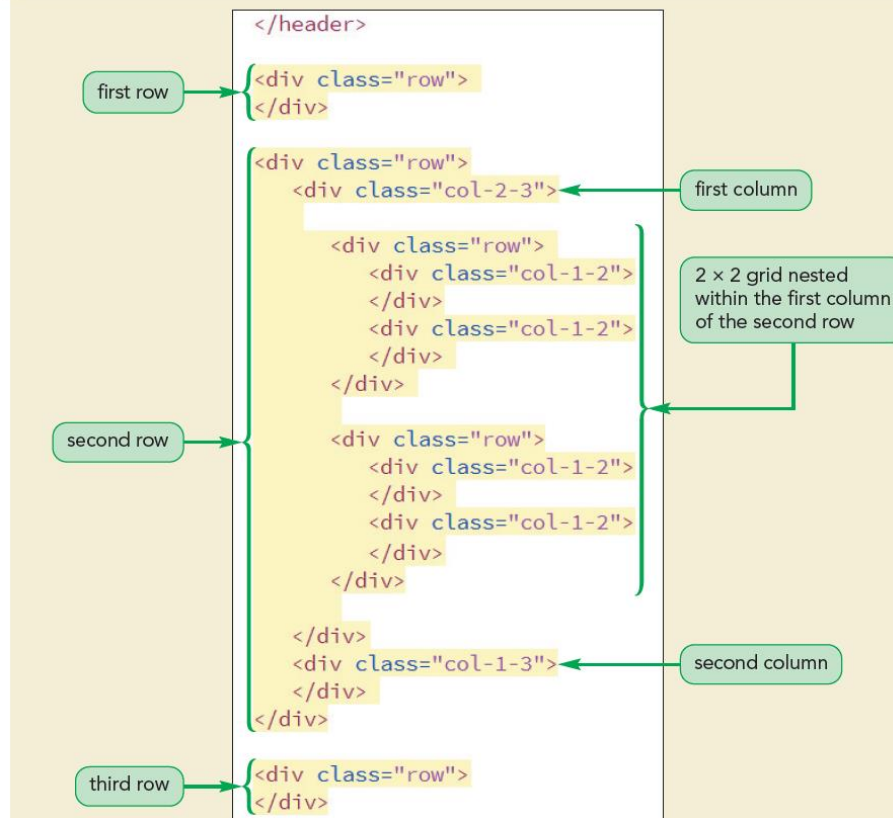 </header>
first row
<div class="row">
</div>
<div class="row">
<div class="col-2-3">
first column
<div class="row">
<div class="col-1-2">
</div>
<div class="col-1-2">
</div>
</div>
2 × 2 grid nested
within the first column
of the second row
second row
<div class="row">
<div class="col-1-2">
</div>
<div class="col-1-2">
</div>
</div>
</div>
<div class="col-1-3">
second column
</div>
</div>
third row
<div class="row">
</div>